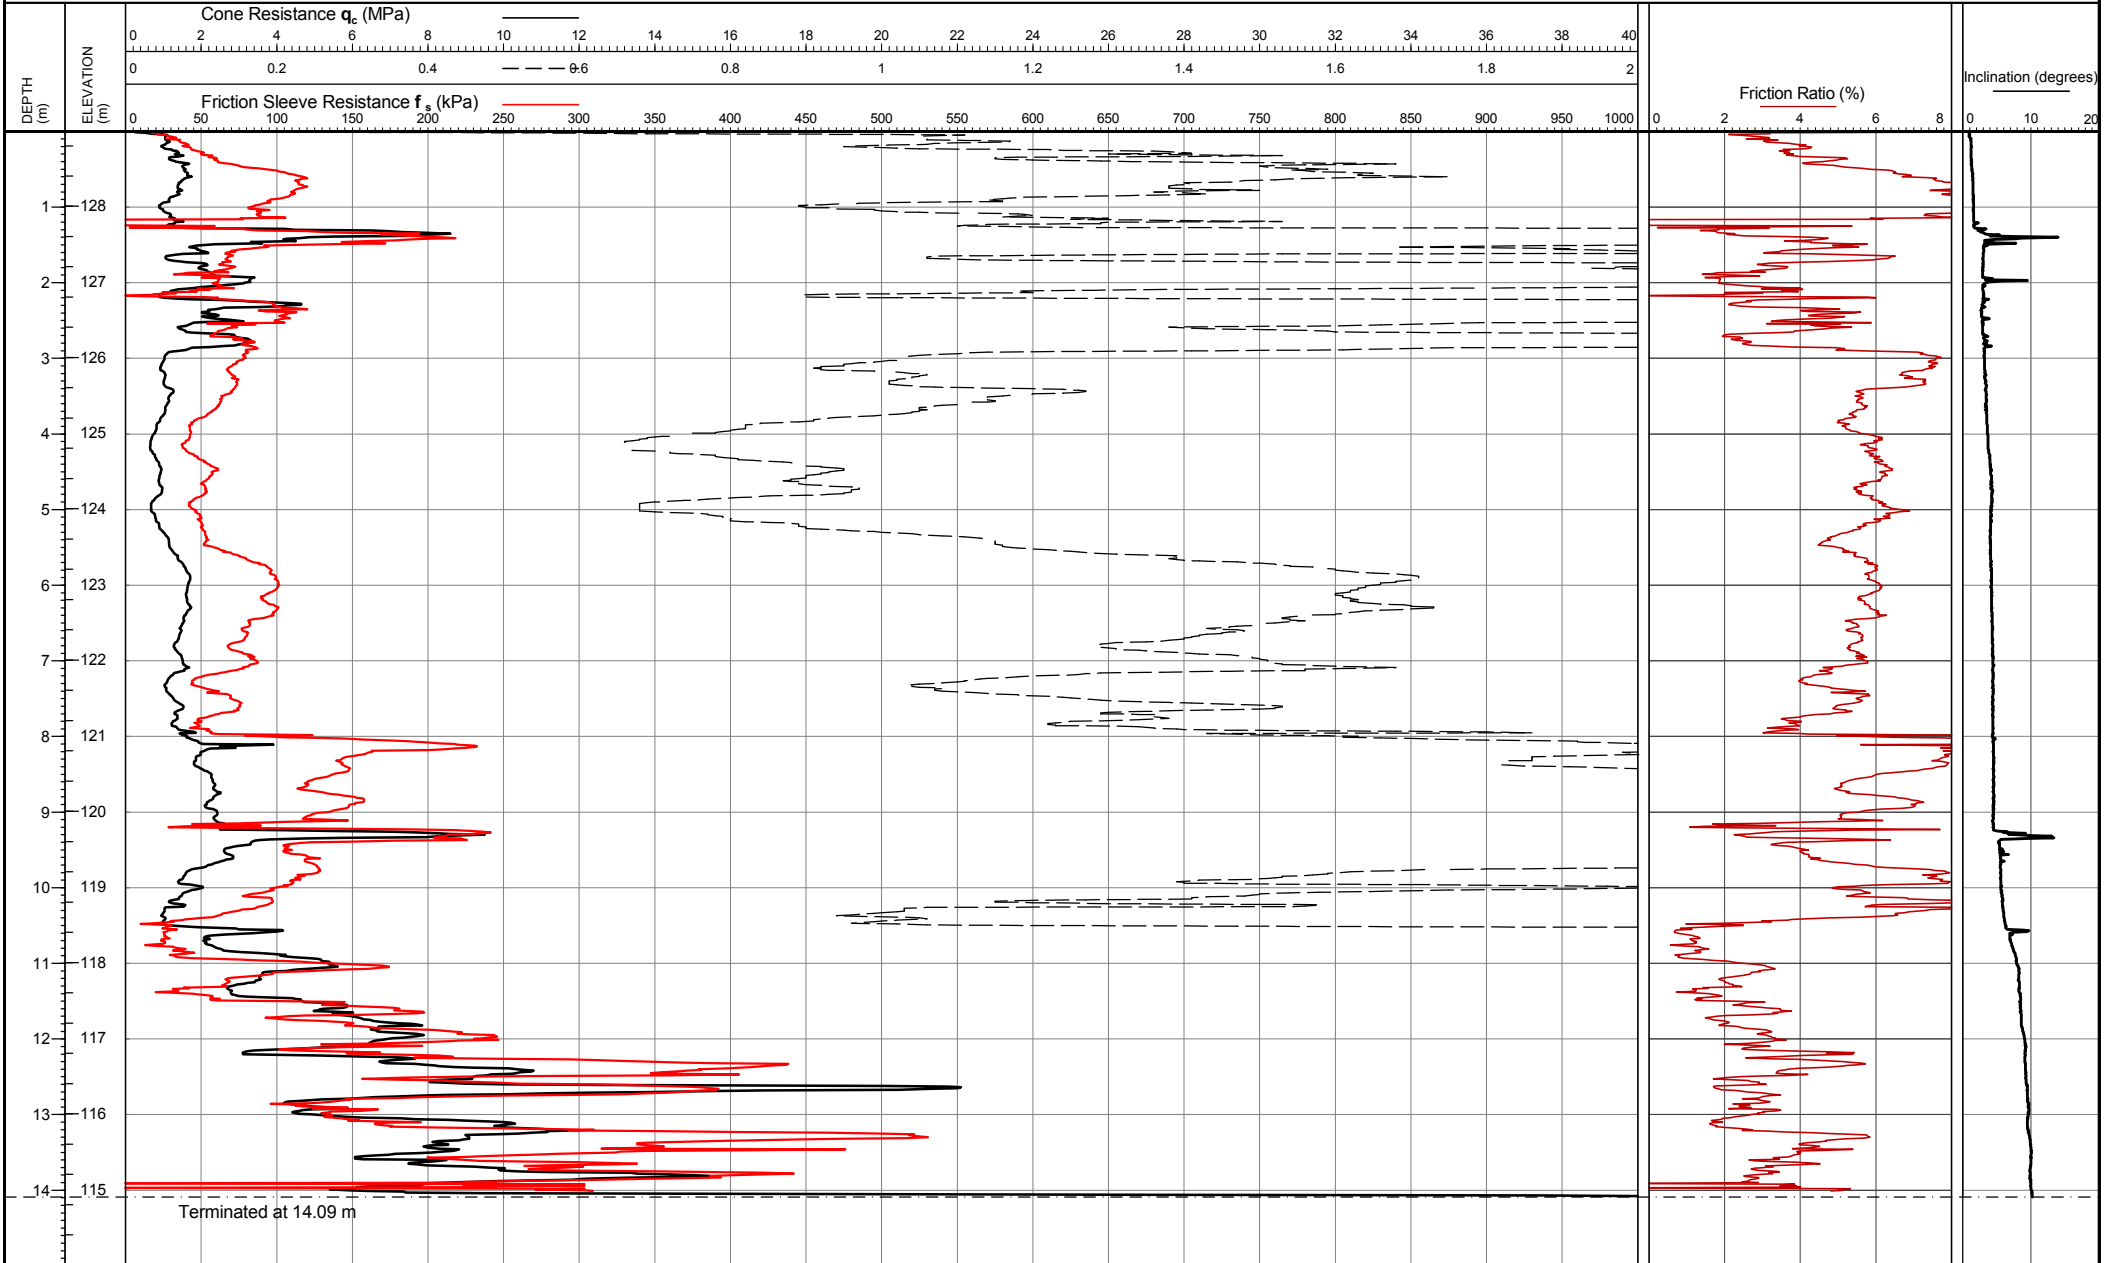 Cone Resistance qc (MPa)
0 2 4 6 8 10 12 14 16 18 20 22 24 26 28 30 32 34 36 38 40
0 0.2 0.4 0.6 0.8 1 1.2 1.4 1.6 1.8 2
Friction Sleeve Resistance fs (kPa)
0 50 100 150 200 250 300 350 400 450 500 550 600 650 700 750 800 850 900 950 1000
DEPTH
(m)
ELEVATION
(m)
Friction Ratio (%)
0 2 4 6 8
Inclination (degrees)
0 10 20
1 128
2 127
3 126
4 125
5 124
6 123
7 122
8 121
9 120
10 119
11 118
12 117
13 116
14 115
Terminated at 14.09 m